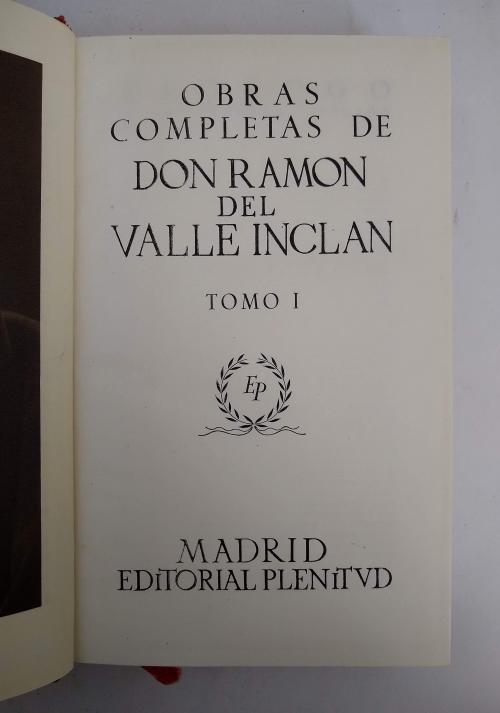 OBRAS
COMPLETAS DE
DON RAMON
DEL
VALLE INCLAN
TOMO I
EP
MADRID
EDITORIAL PLENITVD